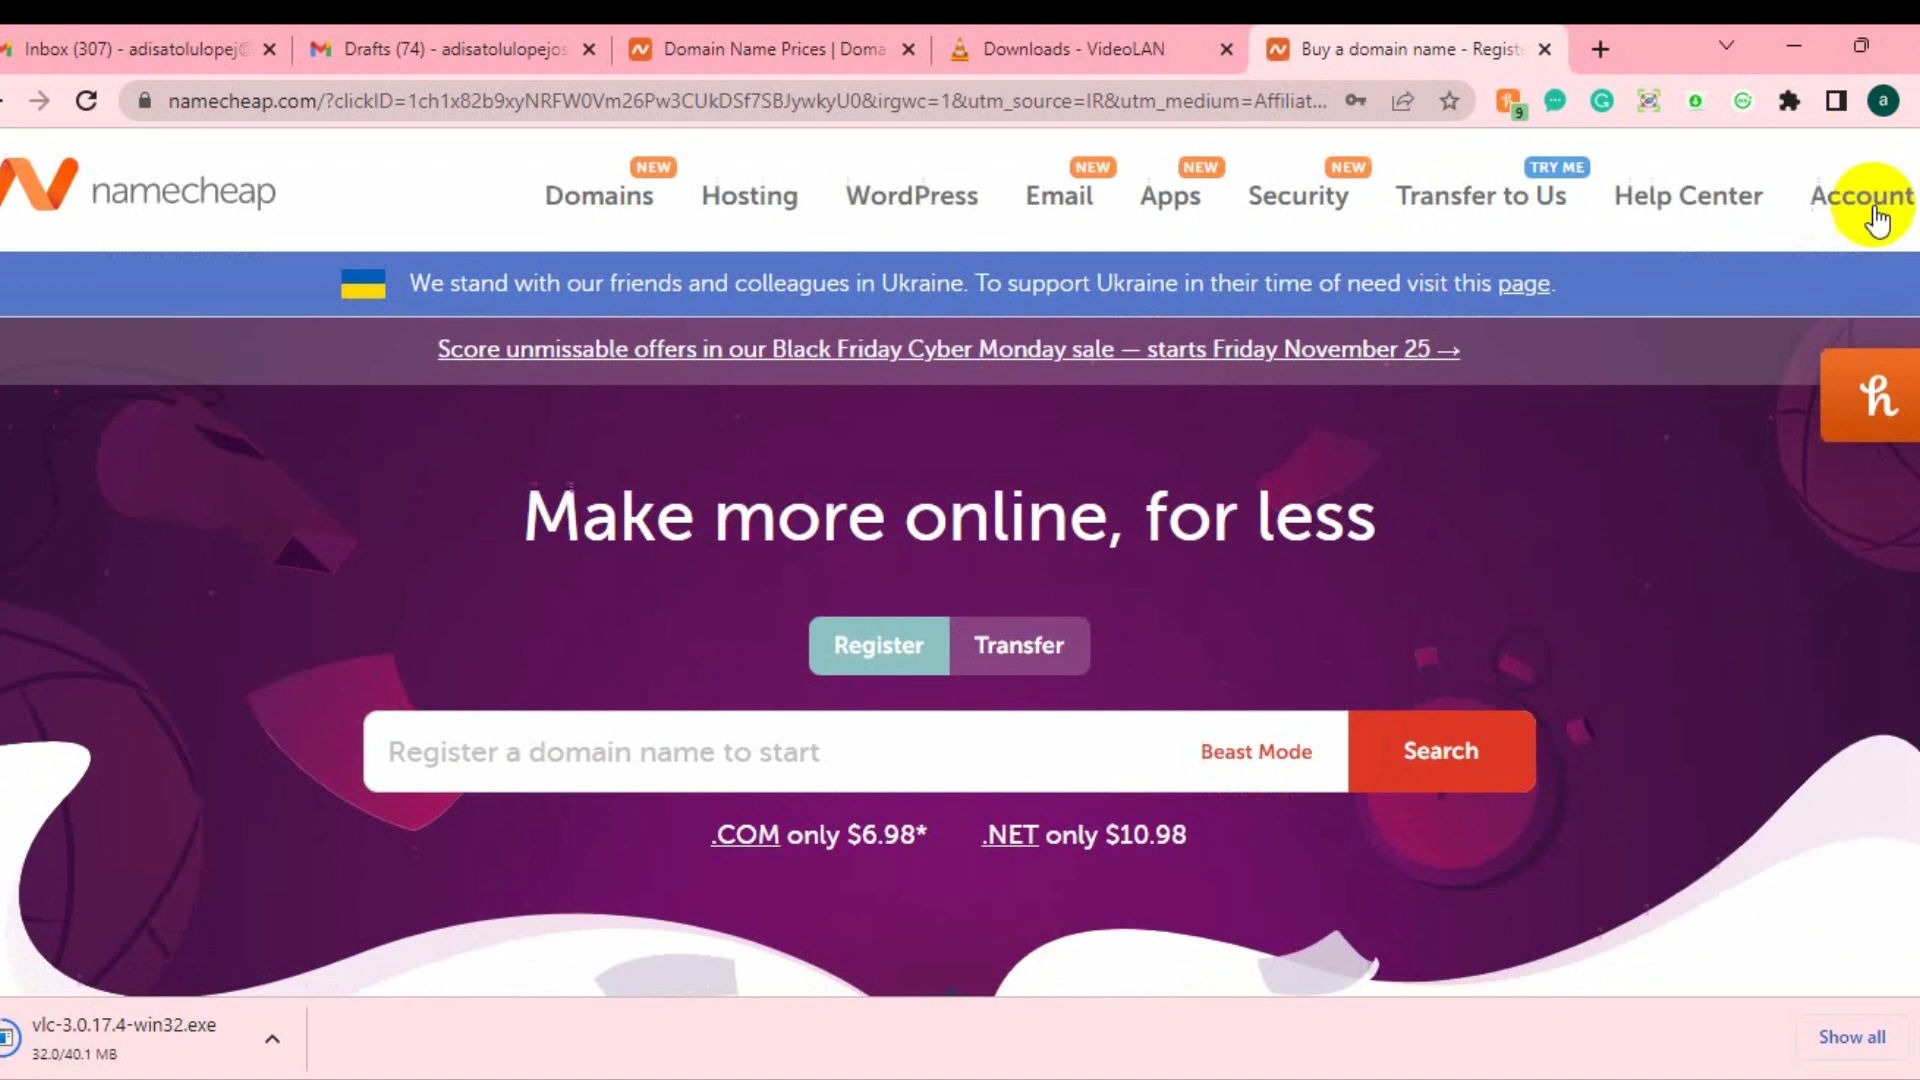 Inbox (307) - adisatolulopej@
Drafts (74) - adisatolulopejos
Domain Name Prices | Doma
Downloads - VideoLAN
Buy a domain name - Registe
namecheap.com/?clickID=1ch1x82b9xyNRFW0Vm26Pw3CUkDSf7SBJywkyU0&irgwc=1&utm_source=IR&utm_medium=Affiliat...
9
a
namecheap
NEW
Domains
Hosting
WordPress
NEW
Email
NEW
Apps
NEW
Security
TRY ME
Transfer to Us
Help Center
Account
We stand with our friends and colleagues in Ukraine. To support Ukraine in their time of need visit this page.
Score unmissable offers in our Black Friday Cyber Monday sale — starts Friday November 25 →
h
Make more online, for less
Register
Transfer
Register a domain name to start
Beast Mode
Search
.COM only $6.98*
.NET only $10.98
vlc-3.0.17.4-win32.exe
32.0/40.1 MB
Show all